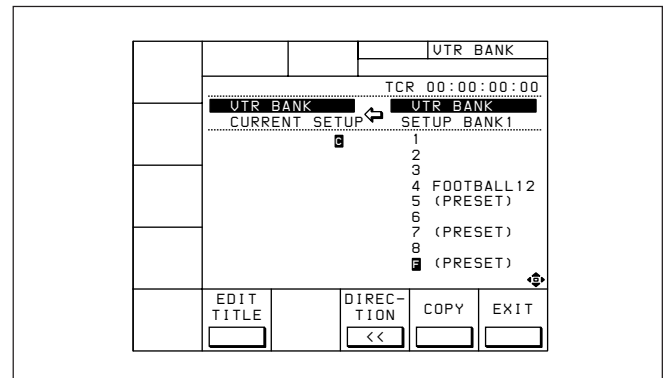 VTR BANK
TCR 00:00:00:00
VTR BANK VTR BANK
CURRENT SETUP SETUP BANK1
C 1
2
3
4 FOOTBALL12
5 (PRESET)
6
7 (PRESET)
8
F (PRESET)
EDIT TITLE DIREC-TION COPY EXIT
<<